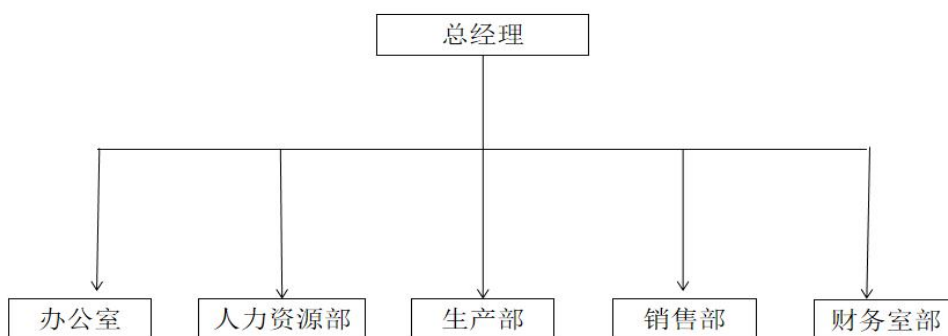 总经理
办公室
人力资源部
生产部
销售部
财务室部